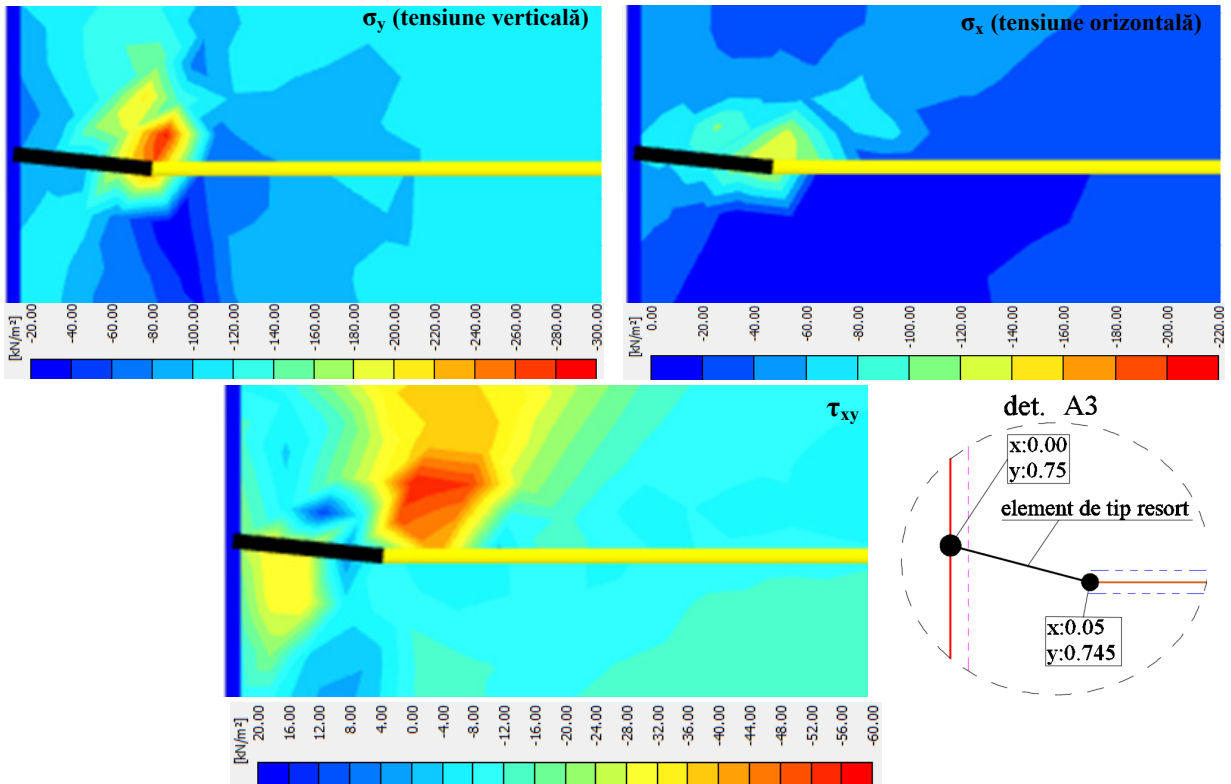 σy (tensiune verticală)
σx (tensiune orizontală)
[kN/m²] -20.00 -40.00 -60.00 -80.00 -100.00 -120.00 -140.00 -160.00 -180.00 -200.00 -220.00 -240.00 -260.00 -280.00 -300.00
[kN/m²] 0.00 -20.00 -40.00 -60.00 -80.00 -100.00 -120.00 -140.00 -160.00 -180.00 -200.00 -220.00
τxy
det. A3
x:0.00
y:0.75
element de tip resort
x:0.05
y:0.745
[kN/m²] 20.00 16.00 12.00 8.00 4.00 0.00 -4.00 -8.00 -12.00 -16.00 -20.00 -24.00 -28.00 -32.00 -36.00 -40.00 -44.00 -48.00 -52.00 -56.00 -60.00